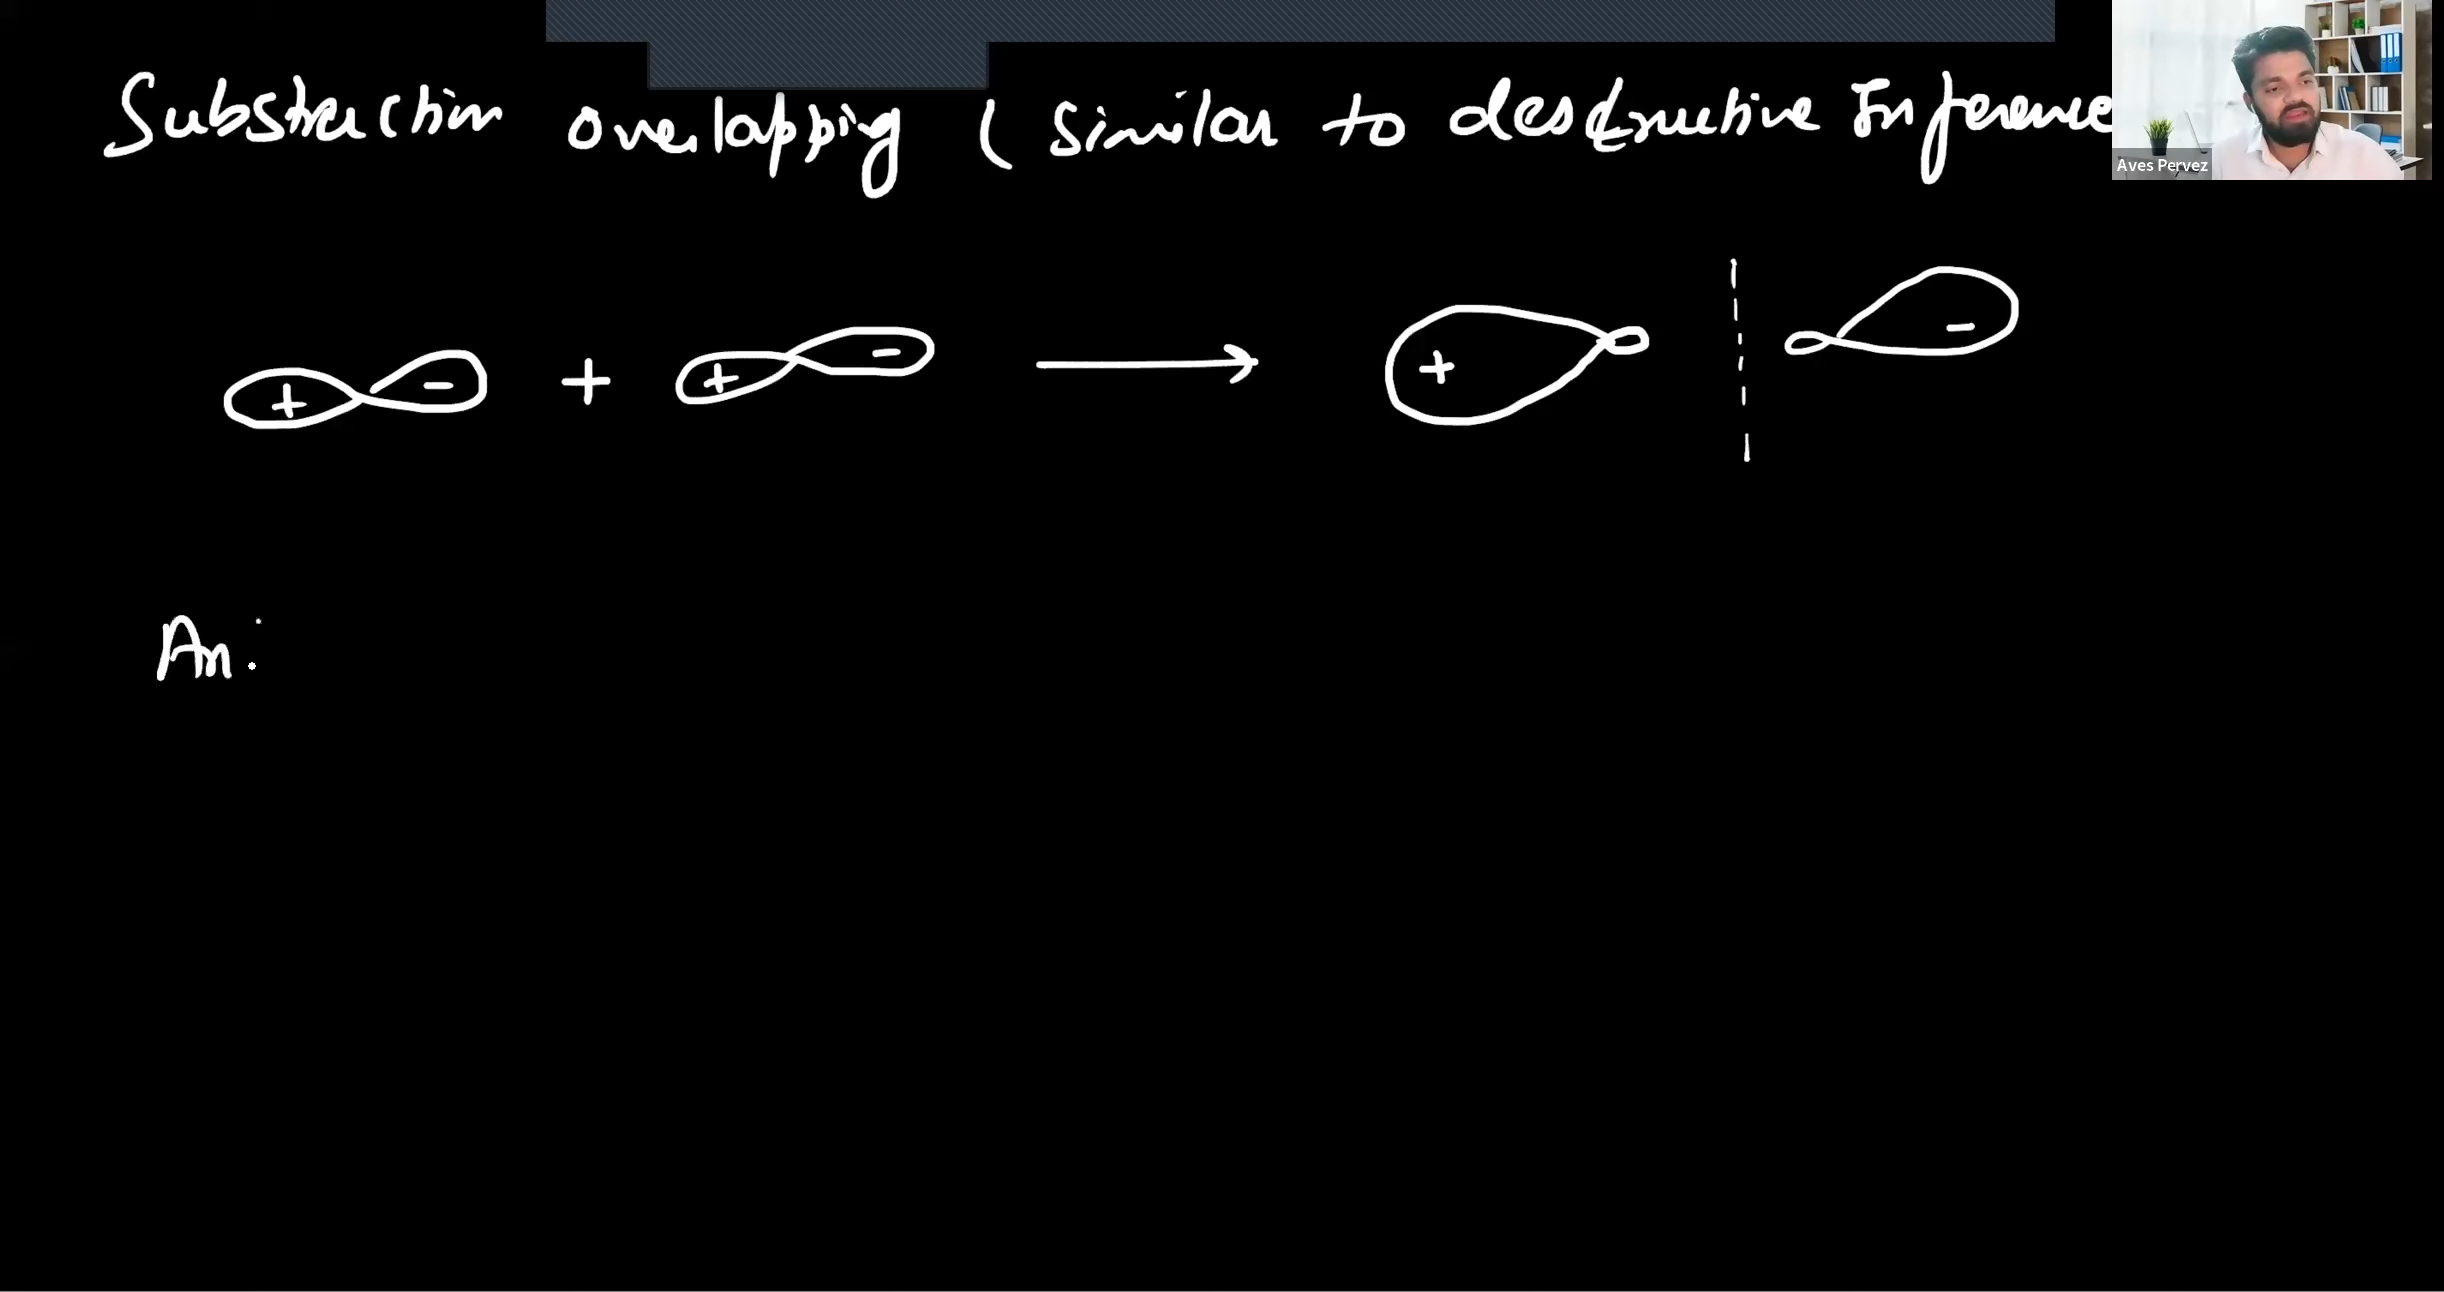 Substraction overlapping ( Similar to destructive Inference
Aves Pervez
+ - + + - → + -
An: